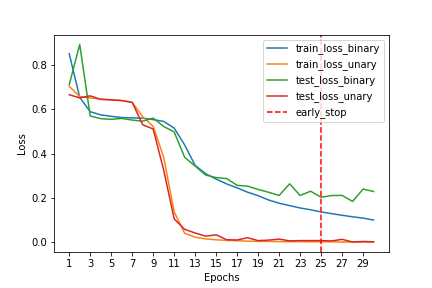 train_loss_binary
train_loss_unary
test_loss_binary
test_loss_unary
early_stop
Loss
0.8
0.6
0.4
0.2
0.0
1 3 5 7 9 11 13 15 17 19 21 23 25 27 29
Epochs